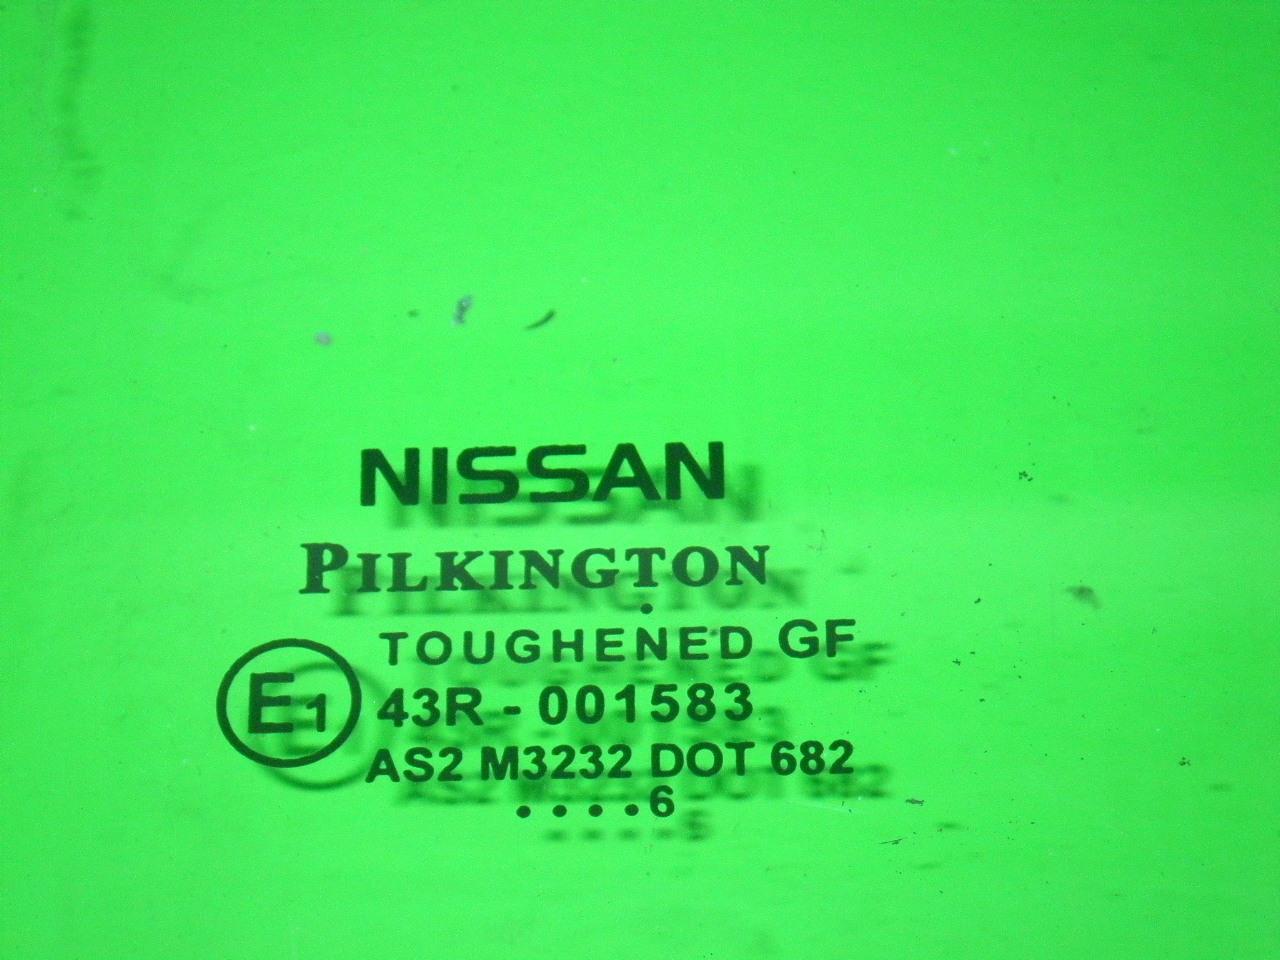 NISSAN
PILKINGTON
.
TOUGHENED GF
E1 43R - 001583
AS2 M3232 DOT 682
. . . . 6